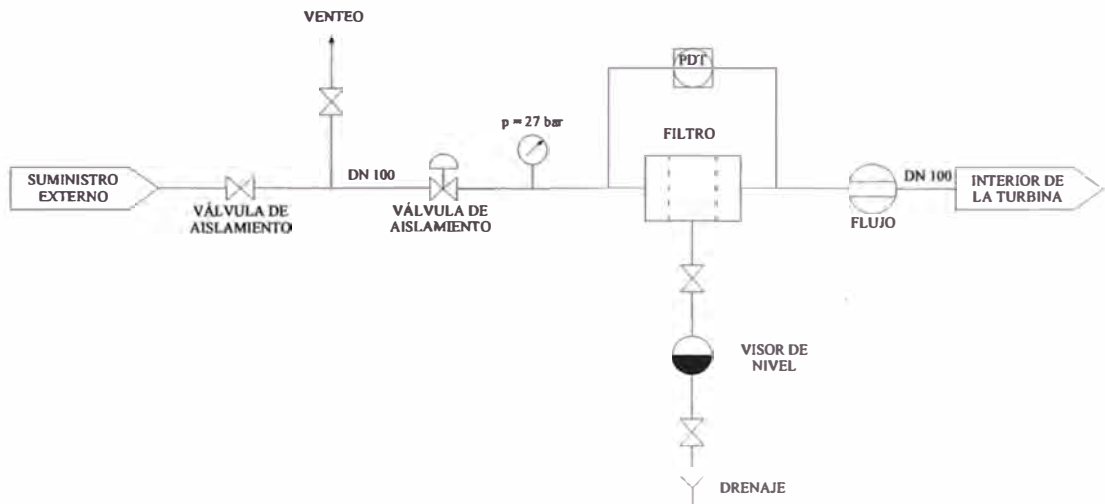 VENTEO
PDT
p = 27 bar
FILTRO
SUMINISTRO
EXTERNO
DN 100
DN 100
INTERIOR DE
LA TURBINA
VÁLVULA DE
AISLAMIENTO
VÁLVULA DE
AISLAMIENTO
FLUJO
VISOR DE
NIVEL
DRENAJE